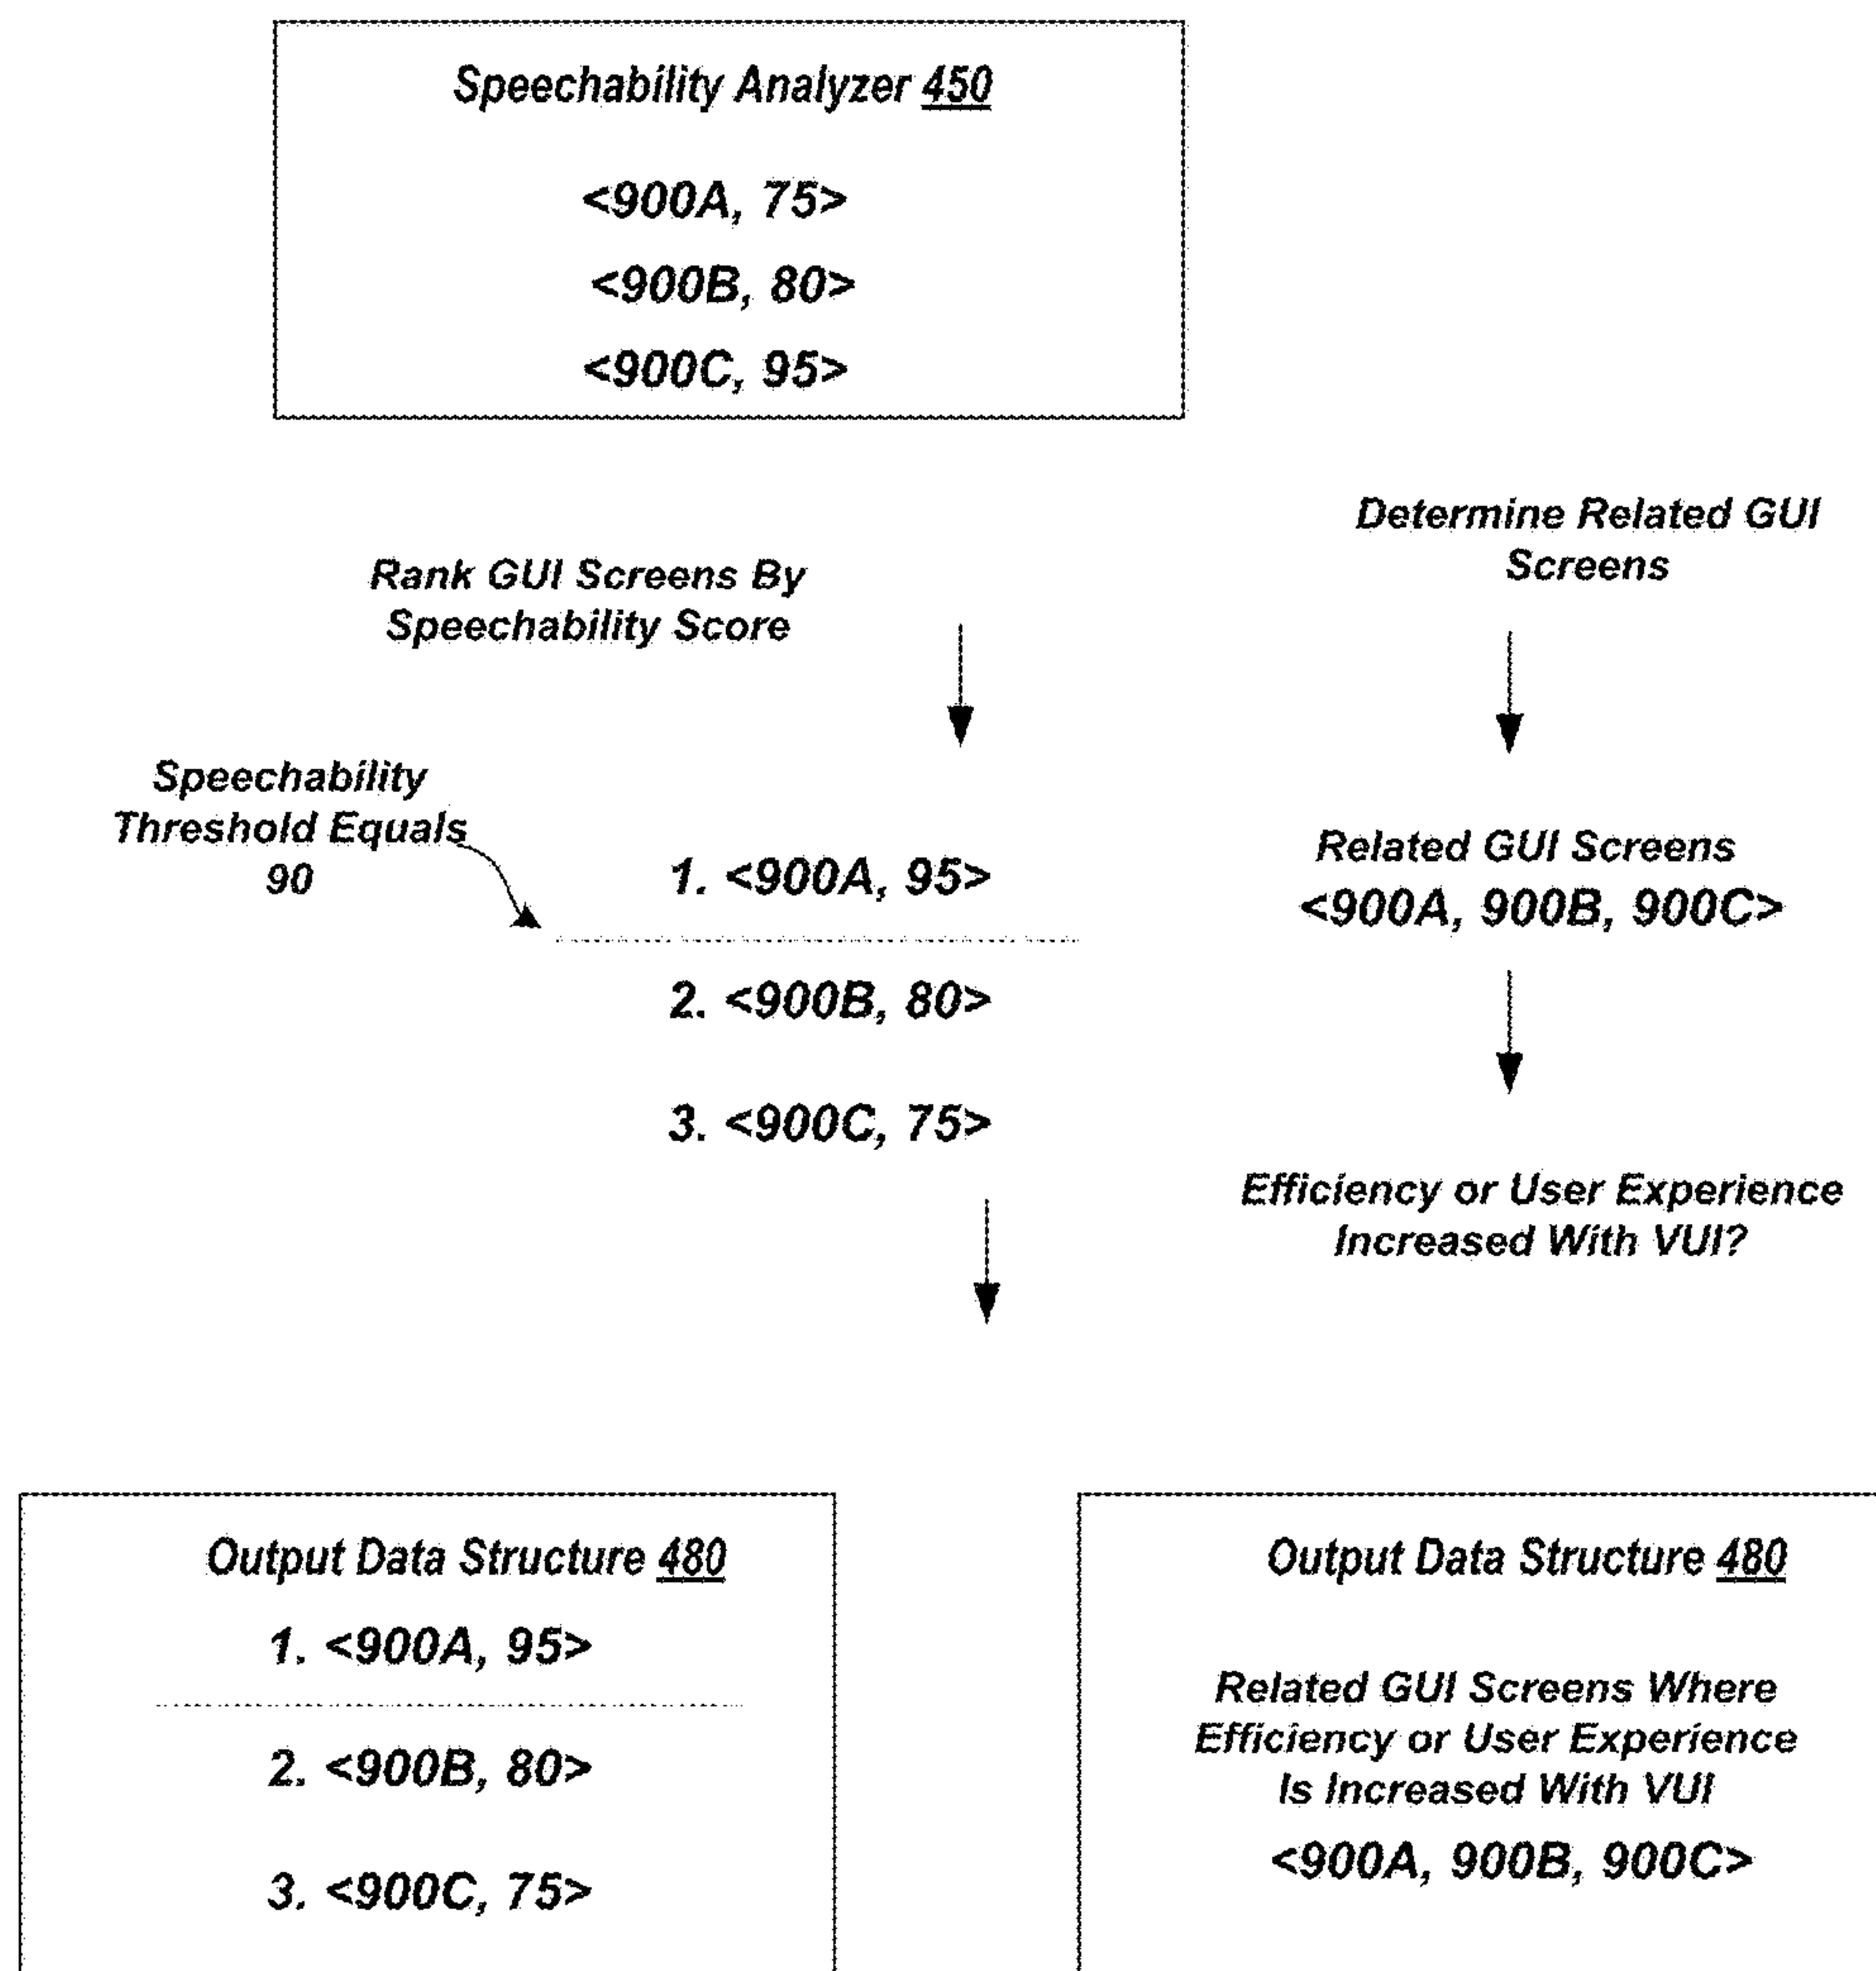 Speechability Analyzer 450
<900A, 75>
<900B, 80>
<900C, 95>
Rank GUI Screens By
Speechability Score
Determine Related GUI
Screens
Speechability
Threshold Equals
90
1. <900A, 95>
2. <900B, 80>
3. <900C, 75>
Related GUI Screens
<900A, 900B, 900C>
Efficiency or User Experience
Increased With VUI?
Output Data Structure 480
1. <900A, 95>
2. <900B, 80>
3. <900C, 75>
Output Data Structure 480
Related GUI Screens Where
Efficiency or User Experience
Is Increased With VUI
<900A, 900B, 900C>